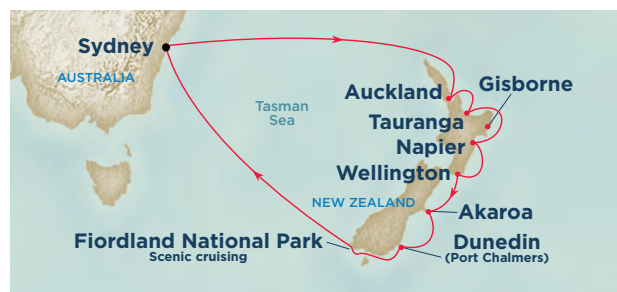 Sydney
AUSTRALIA
Tasman
Sea
Auckland
Gisborne
Tauranga
Napier
Wellington
NEW ZEALAND
Akaroa
Fiordland National Park
Scenic cruising
Dunedin
(Port Chalmers)